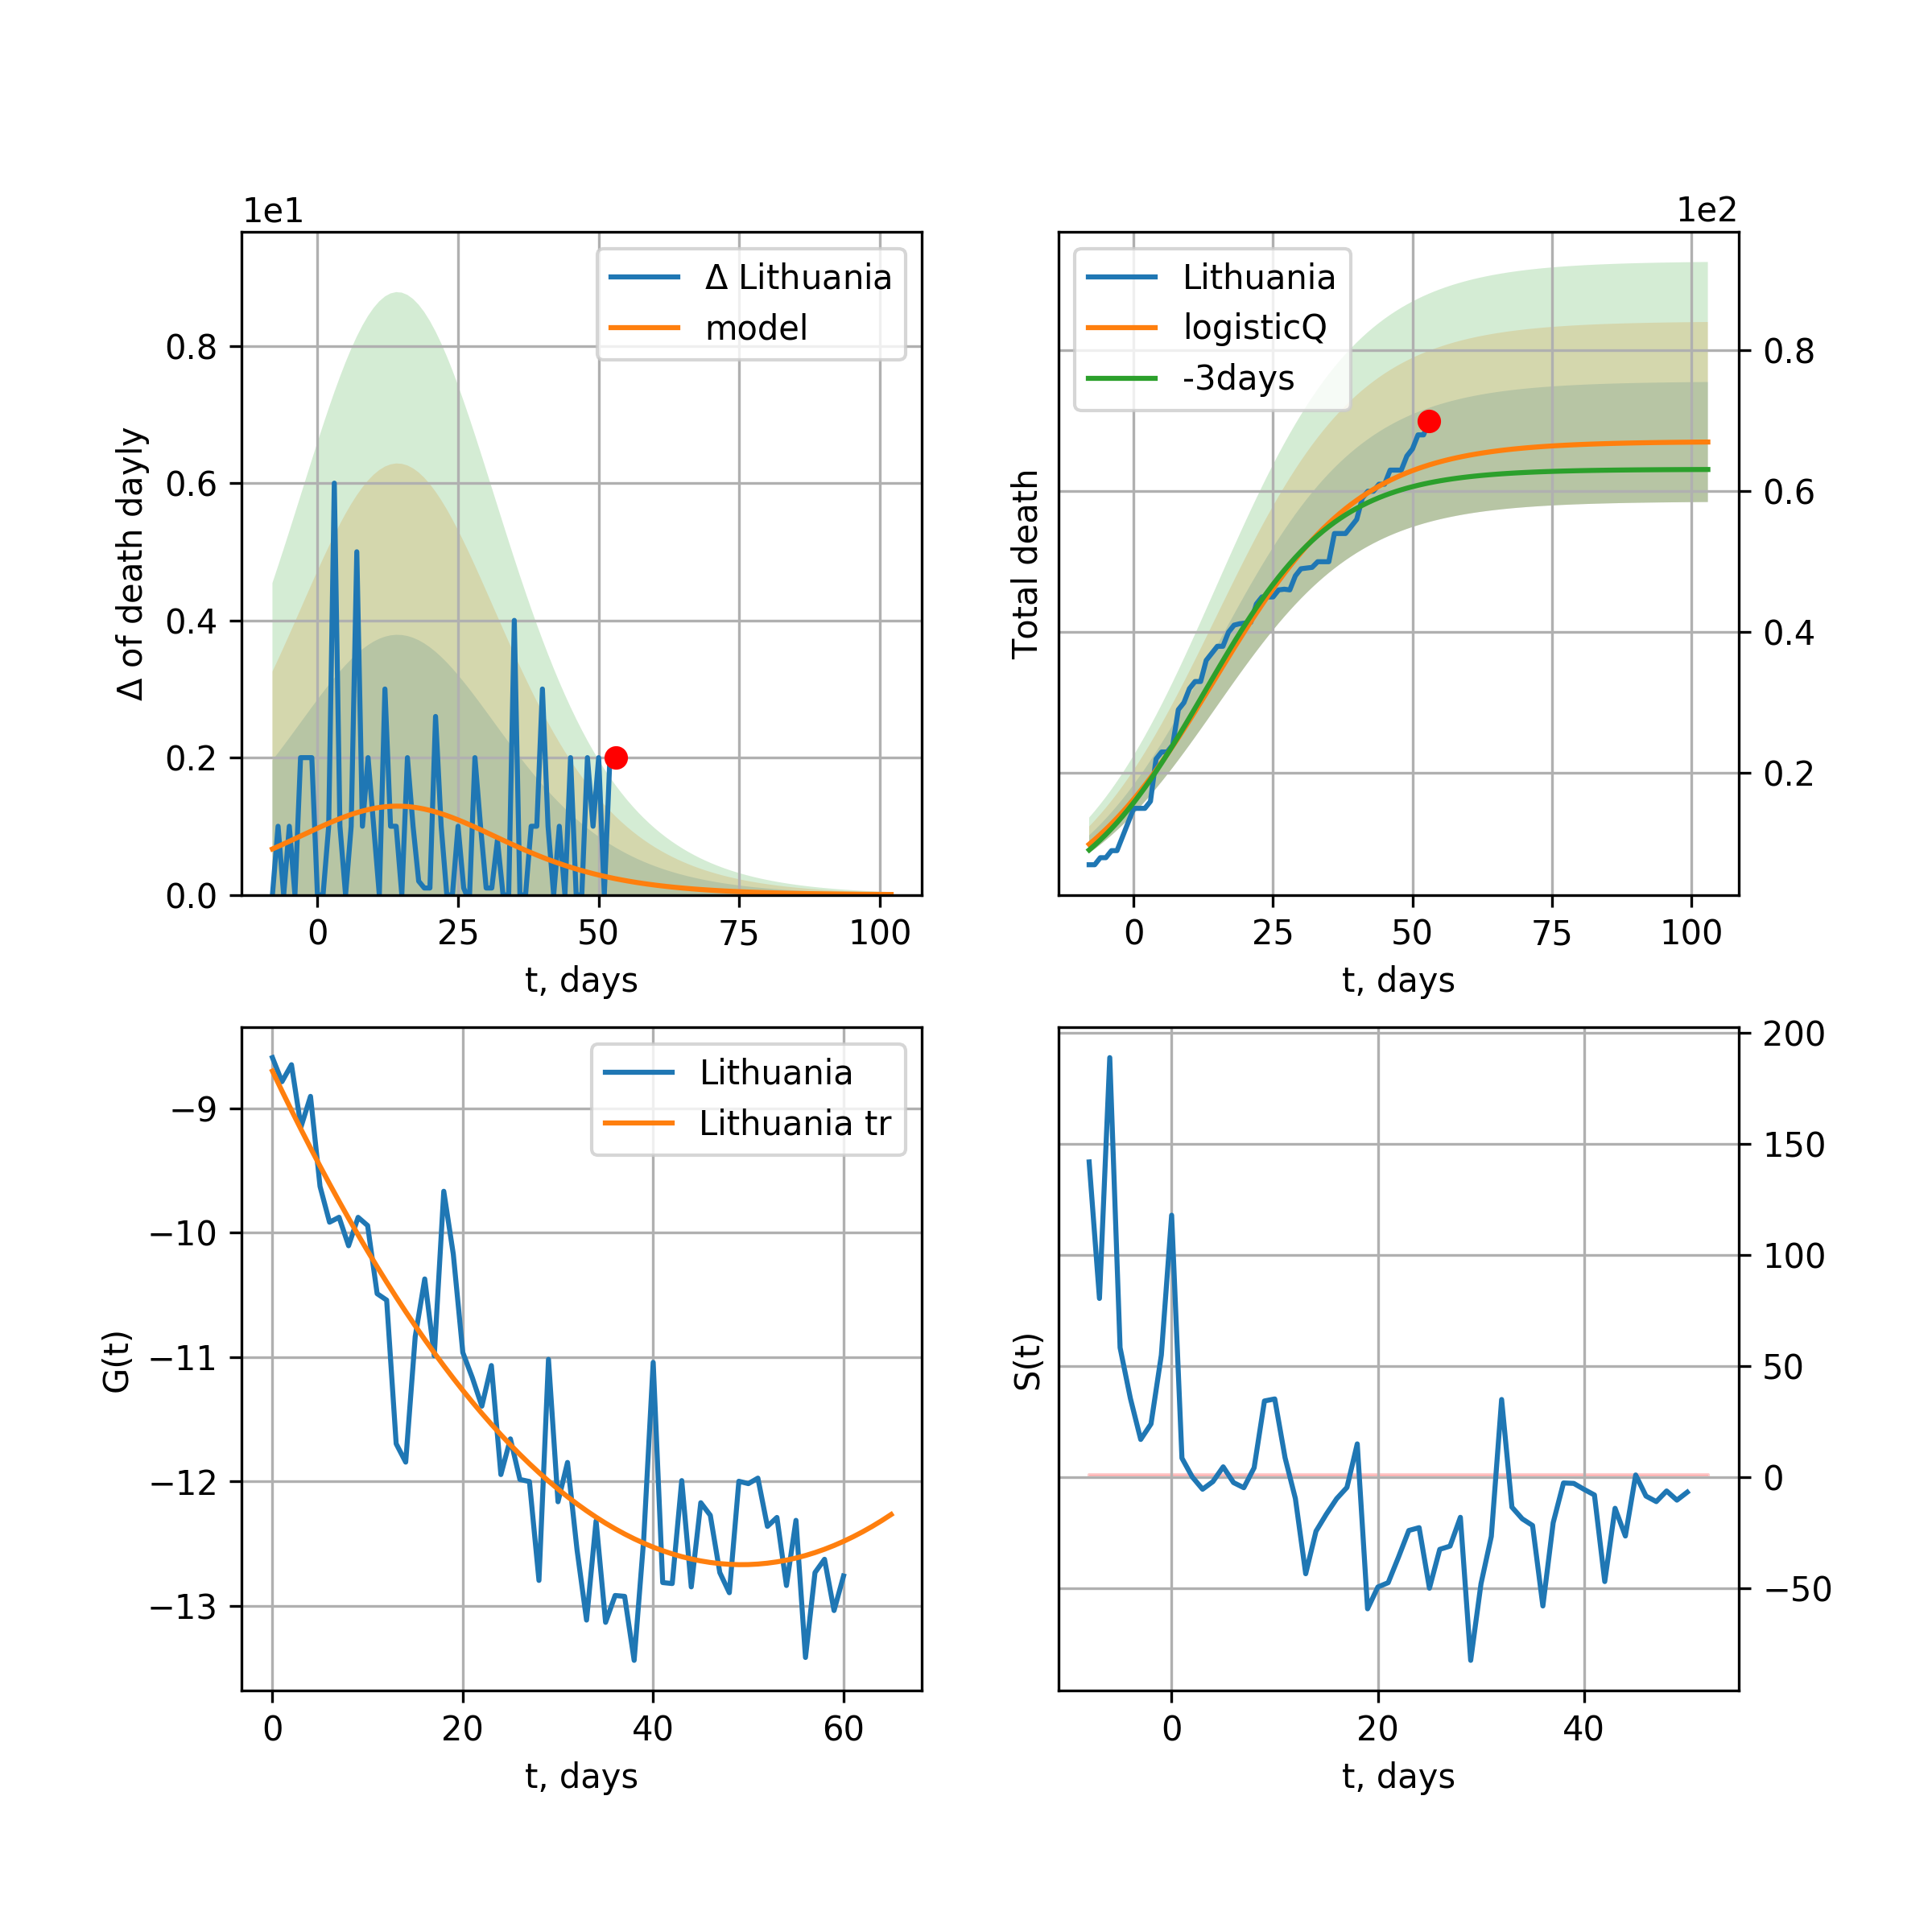 1e1
Δ Lithuania
model
0.8
0.6
0.4
0.2
0.0
Δ of death dayly
0 25 50 75 100
t, days
1e2
Lithuania
logisticQ
-3days
0.8
0.6
0.4
0.2
Total death
0 25 50 75 100
t, days
Lithuania
Lithuania tr
−9
−10
−11
−12
−13
G(t)
0 20 40 60
t, days
200
150
100
50
0
−50
S(t)
0 20 40
t, days